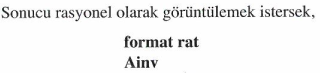 Sonucu rasyonel olarak görüntülemek istersek,
format rat
Ainv